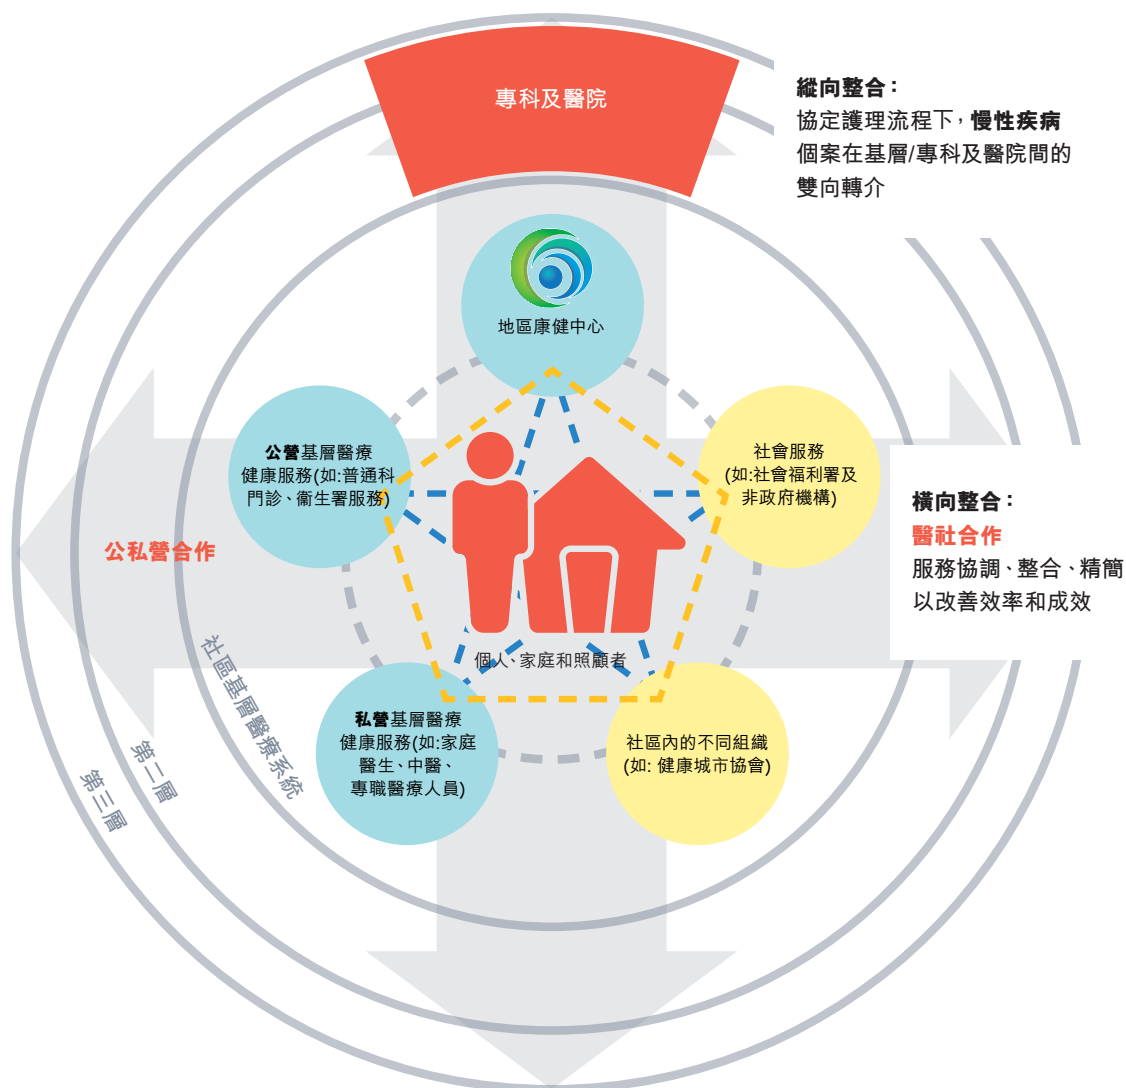 專科及醫院
縱向整合：
協定護理流程下，慢性疾病
個案在基層/專科及醫院間的
雙向轉介
地區康健中心
公營基層醫療
健康服務(如:普通科
門診、衞生署服務)
社會服務
(如:社會福利署及
非政府機構)
公私營合作
橫向整合：
醫社合作
服務協調、整合、精簡
以改善效率和成效
個人、家庭和照顧者
私營基層醫療
健康服務(如:家庭
醫生、中醫、
專職醫療人員)
社區內的不同組織
(如: 健康城市協會)
社區基層醫療系統
第二層
第三層